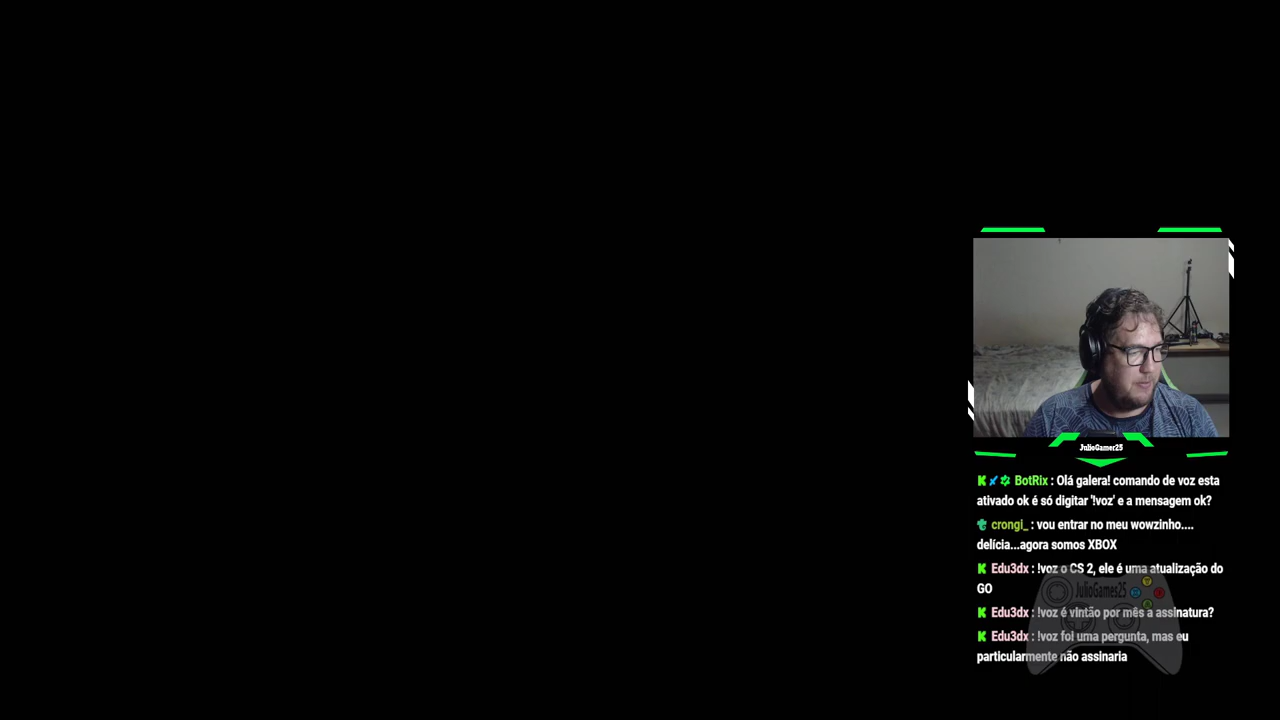 JulioGamer25
BotRix : Olá galera! comando de voz esta
ativado ok é só digitar '!voz' e a mensagem ok?
crongi_ : vou entrar no meu wowzinho....
delícia...agora somos XBOX
Edu3dx : !voz o CS 2, ele é uma atualização do
GO
JulioGames25
Edu3dx : !voz é vintão por mês a assinatura?
Edu3dx : !voz foi uma pergunta, mas eu
particularmente não assinaria